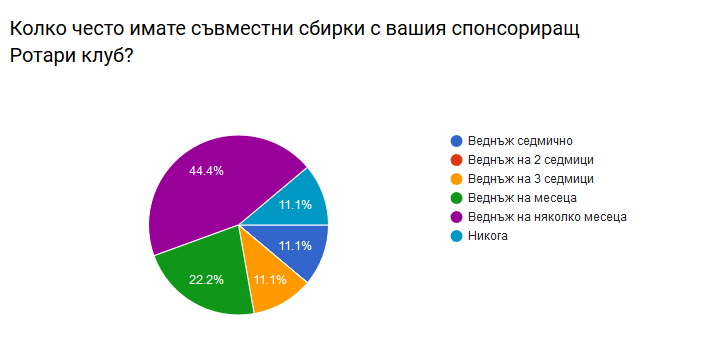 Колко често имате съвместни сбирки с вашия спонсориращ
Ротари клуб?
44.4%
11.1%
11.1%
11.1%
22.2%
Веднъж седмично
Веднъж на 2 седмици
Веднъж на 3 седмици
Веднъж на месеца
Веднъж на няколко месеца
Никога